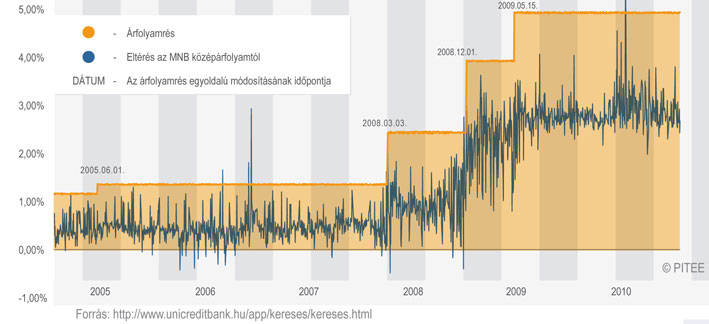 5,00%
2009.05.15.
- Árfolyamrés
- Eltérés az MNB középárfolyamtól
2008.12.01.
4,00%
DÁTUM - Az árfolyamrés egyoldalú módosításának időpontja
3,00%
2008.03.03.
2,00%
2005.06.01.
1,00%
0,00%
© PITEE
-1,00%
2005 2006 2007 2008 2009 2010
Forrás: http://www.unicreditbank.hu/app/kereses/kereses.html